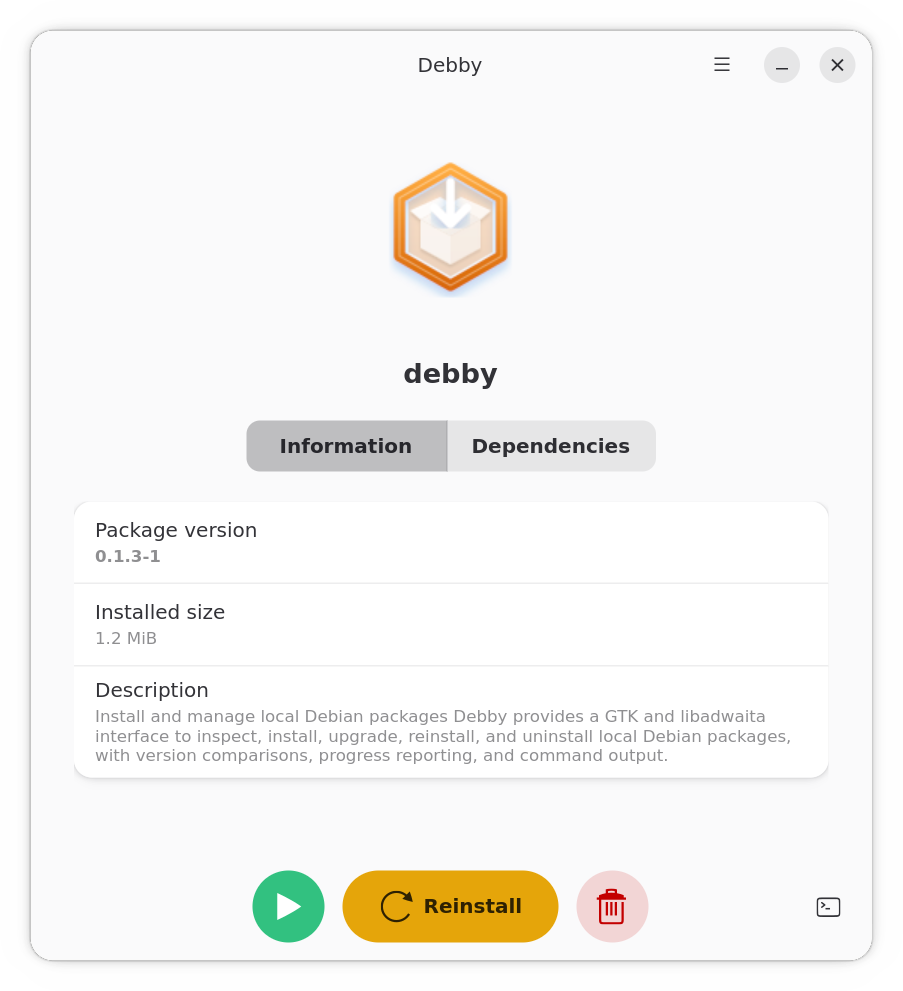 Debby
debby
Information
Dependencies
Package version
0.1.3-1
Installed size
1.2 MiB
Description
Install and manage local Debian packages Debby provides a GTK and libadwaita
interface to inspect, install, upgrade, reinstall, and uninstall local Debian packages,
with version comparisons, progress reporting, and command output.
Reinstall